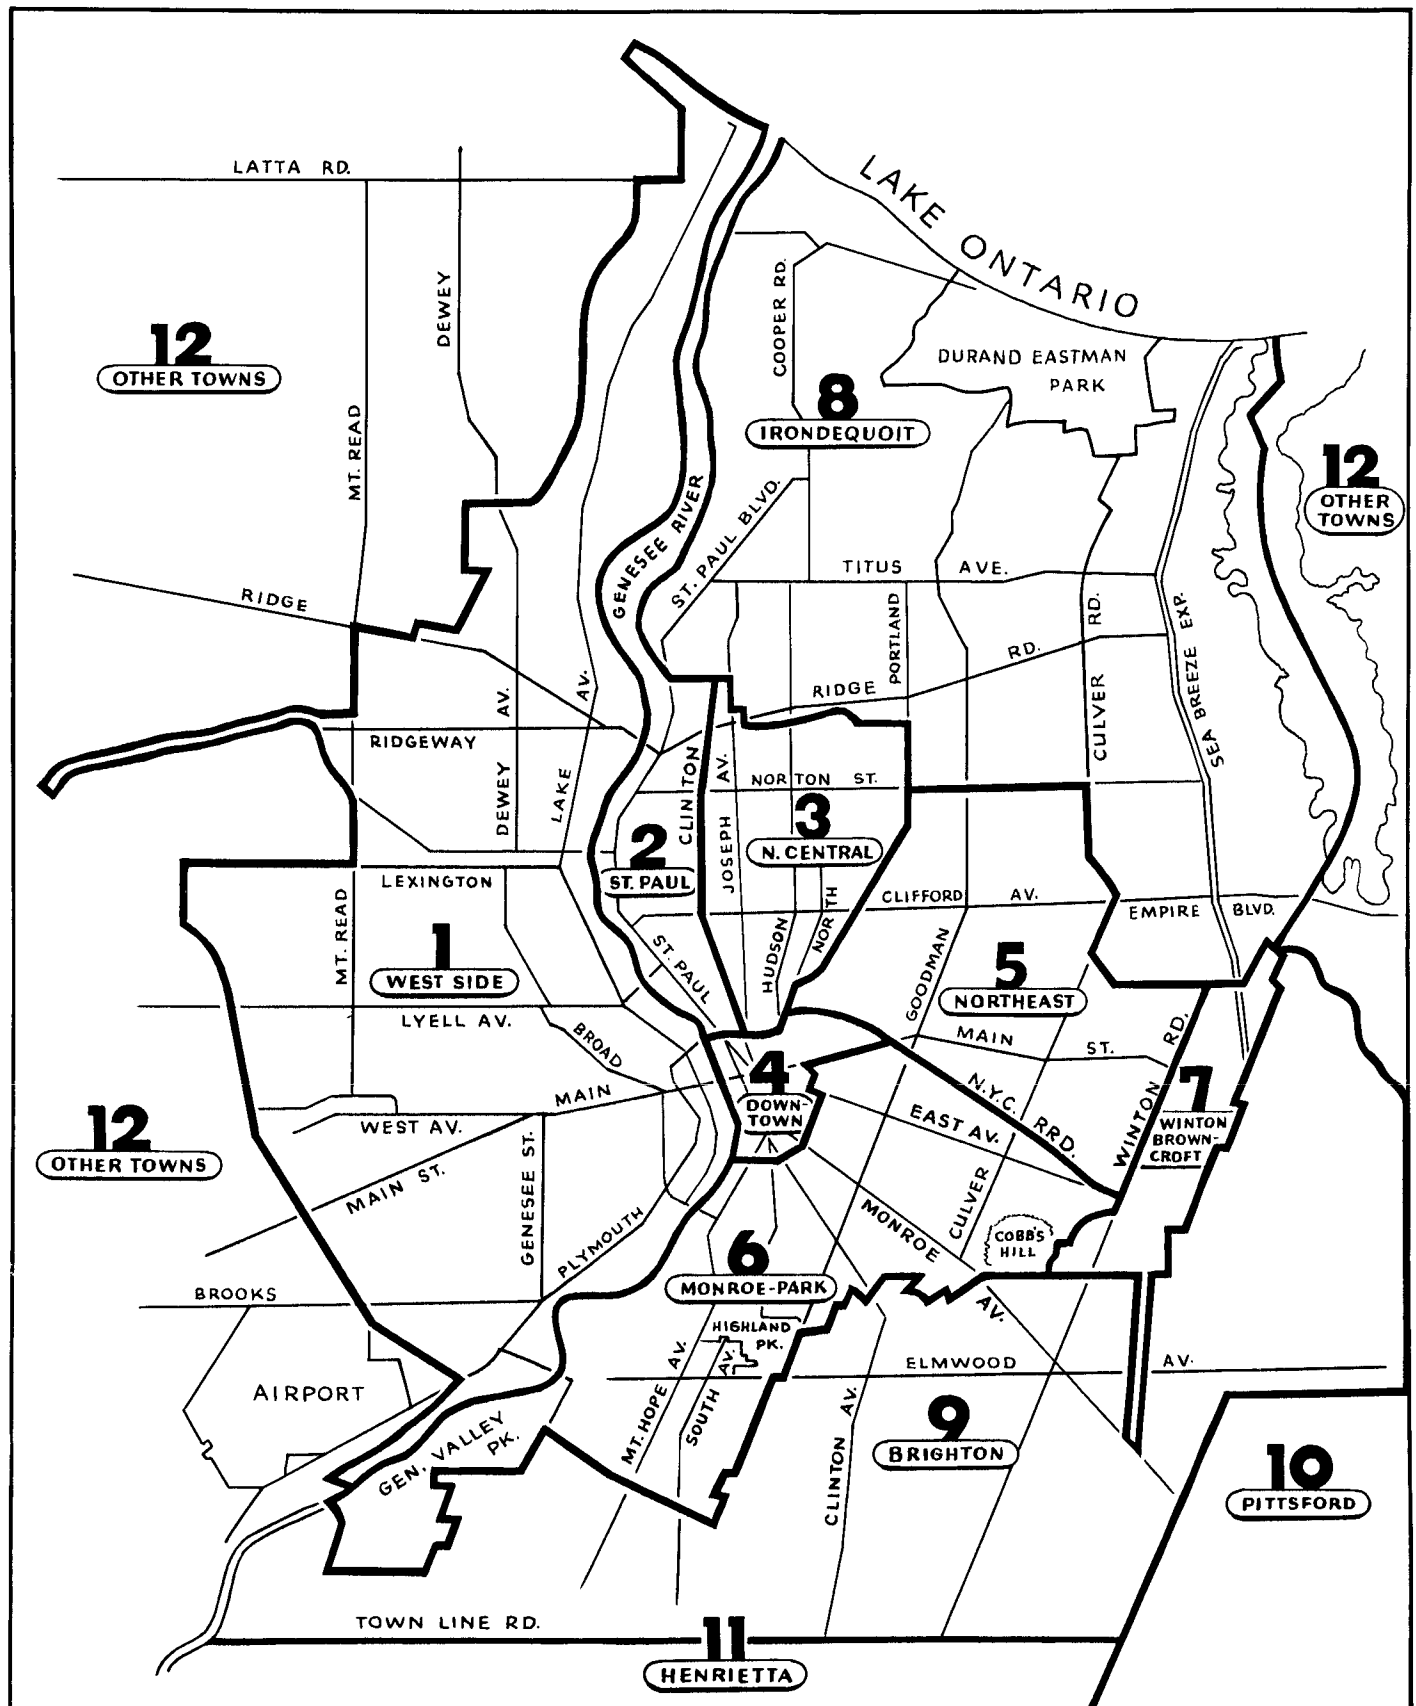 LATTA RD.
LAKE ONTARIO
DEWEY
COOPER RD.
12
OTHER TOWNS
DURAND EASTMAN
PARK
8
IRONDEQUOIT
MT. READ
12
OTHER
TOWNS
GENESEE RIVER
ST. PAUL BLVD.
TITUS AVE.
RIDGE
PORTLAND
RD.
SEA BREEZE EXP.
RD.
CULVER
RIDGE
AV.
AV.
RIDGEWAY
CLINTON
AV.
NORTON ST.
DEWEY
LAKE
3
N. CENTRAL
2
ST. PAUL
JOSEPH
LEXINGTON
CLIFFORD AV.
EMPIRE BLVD.
MT. READ
1
WEST SIDE
ST. PAUL
HUDSON
NORTH
GOODMAN
5
NORTHEAST
LYELL AV.
BROAD
MAIN ST.
RD.
4
DOWN-
TOWN
MAIN
N.Y.C. RRD.
WINTON
7
WINTON
BROWN-
CROFT
12
OTHER TOWNS
WEST AV.
EAST AV.
MAIN ST.
GENESEE ST.
PLYMOUTH
MONROE
CULVER
COBB'S
HILL
6
MONROE-PARK
BROOKS
AV.
HIGHLAND
PK.
AIRPORT
MT. HOPE AV.
SOUTH AV.
ELMWOOD AV.
CLINTON AV.
9
BRIGHTON
GEN. VALLEY
PK.
10
PITTSFORD
TOWN LINE RD.
11
HENRIETTA